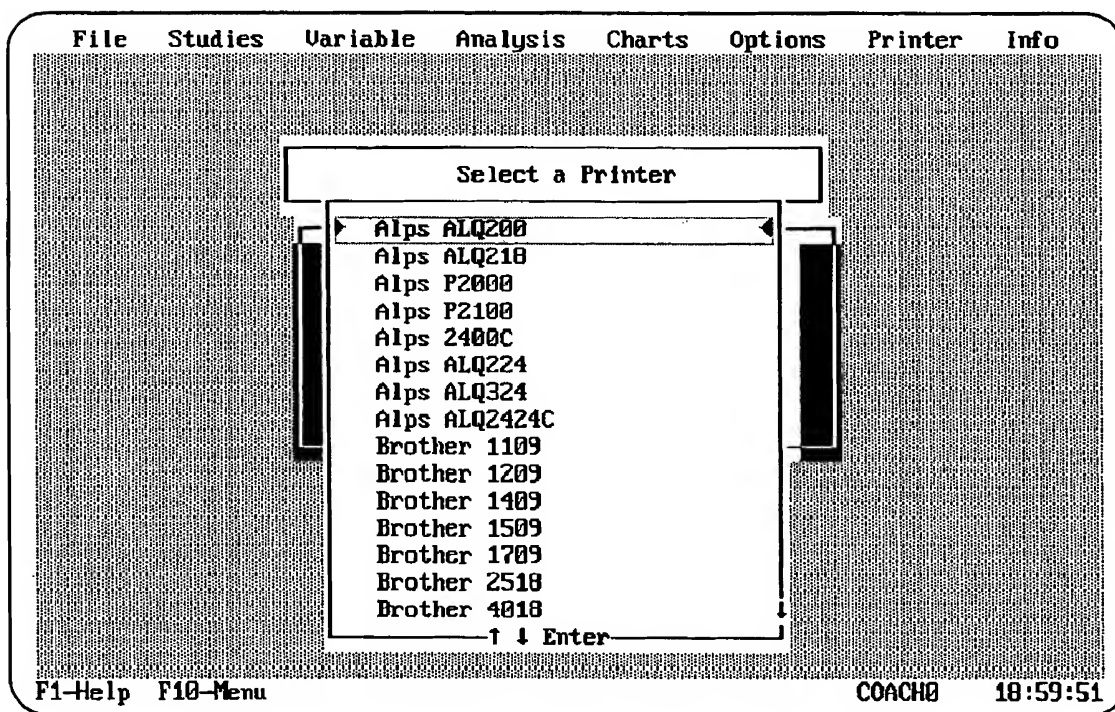 File Studies Variable Analysis Charts Options Printer Info
Select a Printer
Alps ALQ200
Alps ALQ218
Alps P2000
Alps P2100
Alps 2400C
Alps ALQ224
Alps ALQ324
Alps ALQ2424C
Brother 1109
Brother 1209
Brother 1409
Brother 1509
Brother 1709
Brother 2518
Brother 4018
↑ ↓ Enter
F1-Help F10-Menu COACH0 18:59:51